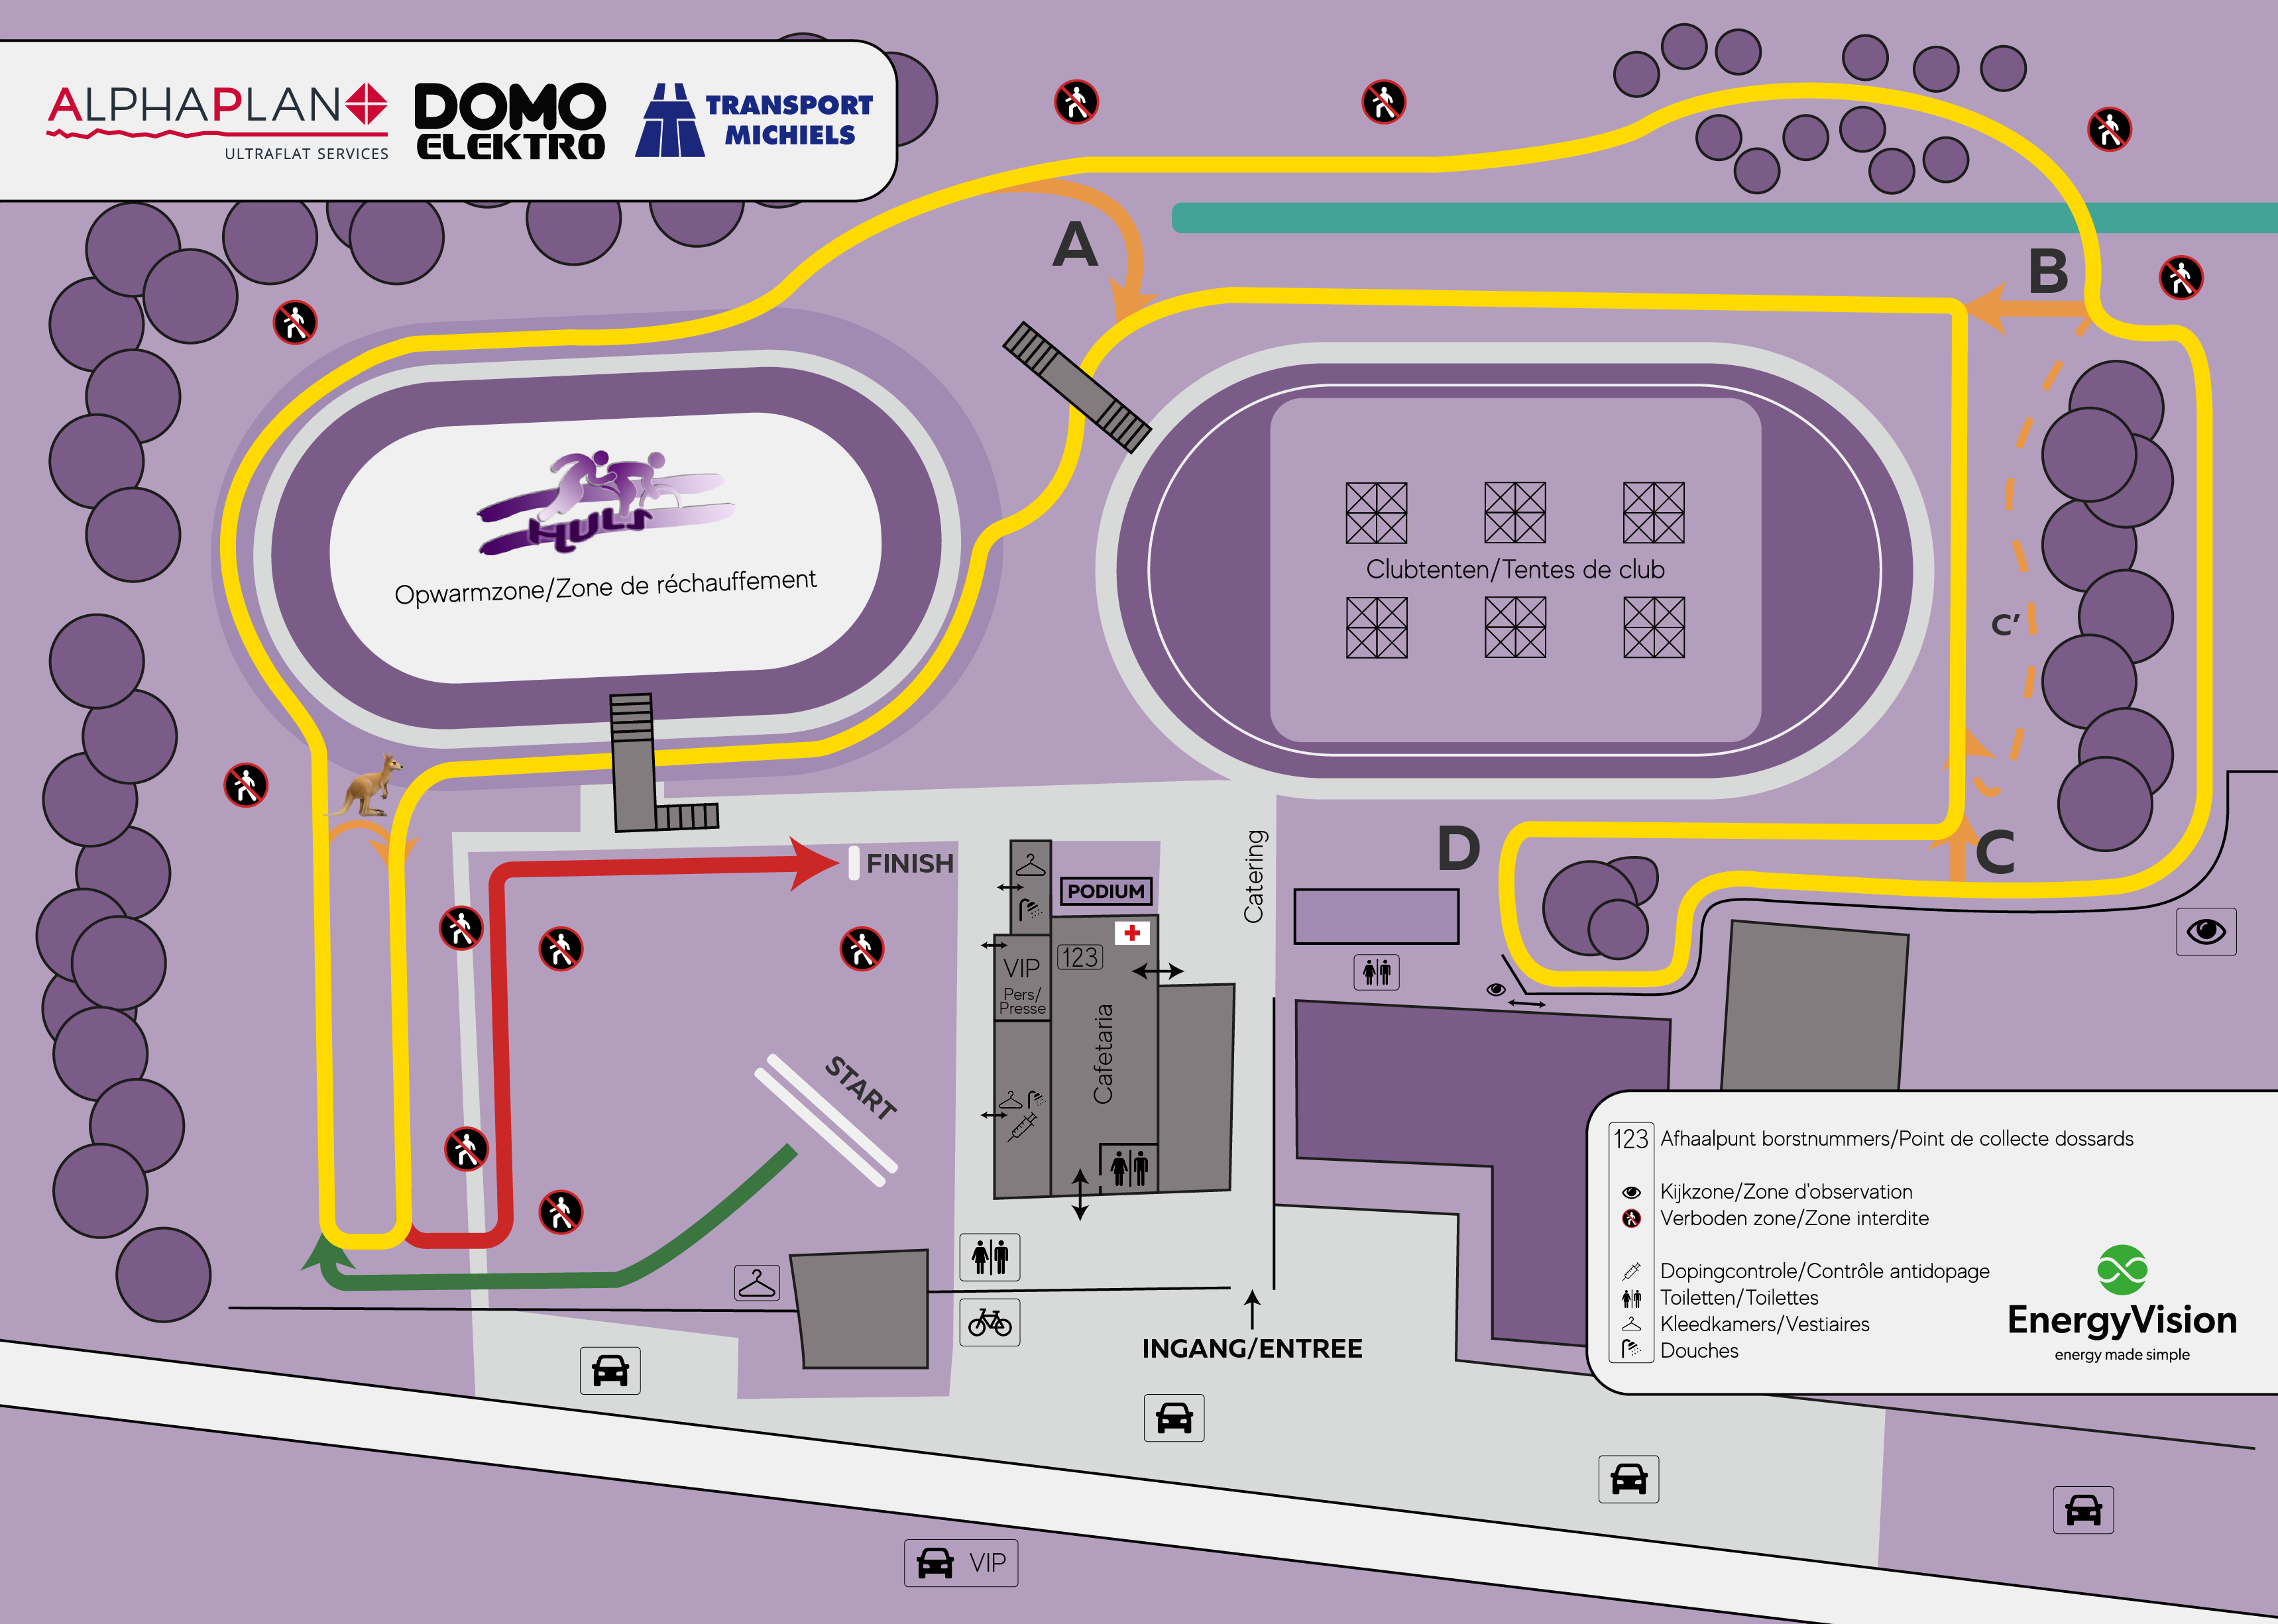 ALPHAPLAN
ULTRAFLAT SERVICES
DOMO
ELEKTRO
TRANSPORT
MICHIELS
A
B
HULS
Opwarmzone/Zone de réchauffement
Clubtenten/Tentes de club
C'
D
C
FINISH
Catering
PODIUM
VIP
Pers/
Presse
123
Cafetaria
START
INGANG/ENTREE
123 Afhaalpunt borstnummers/Point de collecte dossards
Kijkzone/Zone d'observation
Verboden zone/Zone interdite
Dopingcontrole/Contrôle antidopage
Toiletten/Toilettes
Kleedkamers/Vestiaires
Douches
EnergyVision
energy made simple
VIP